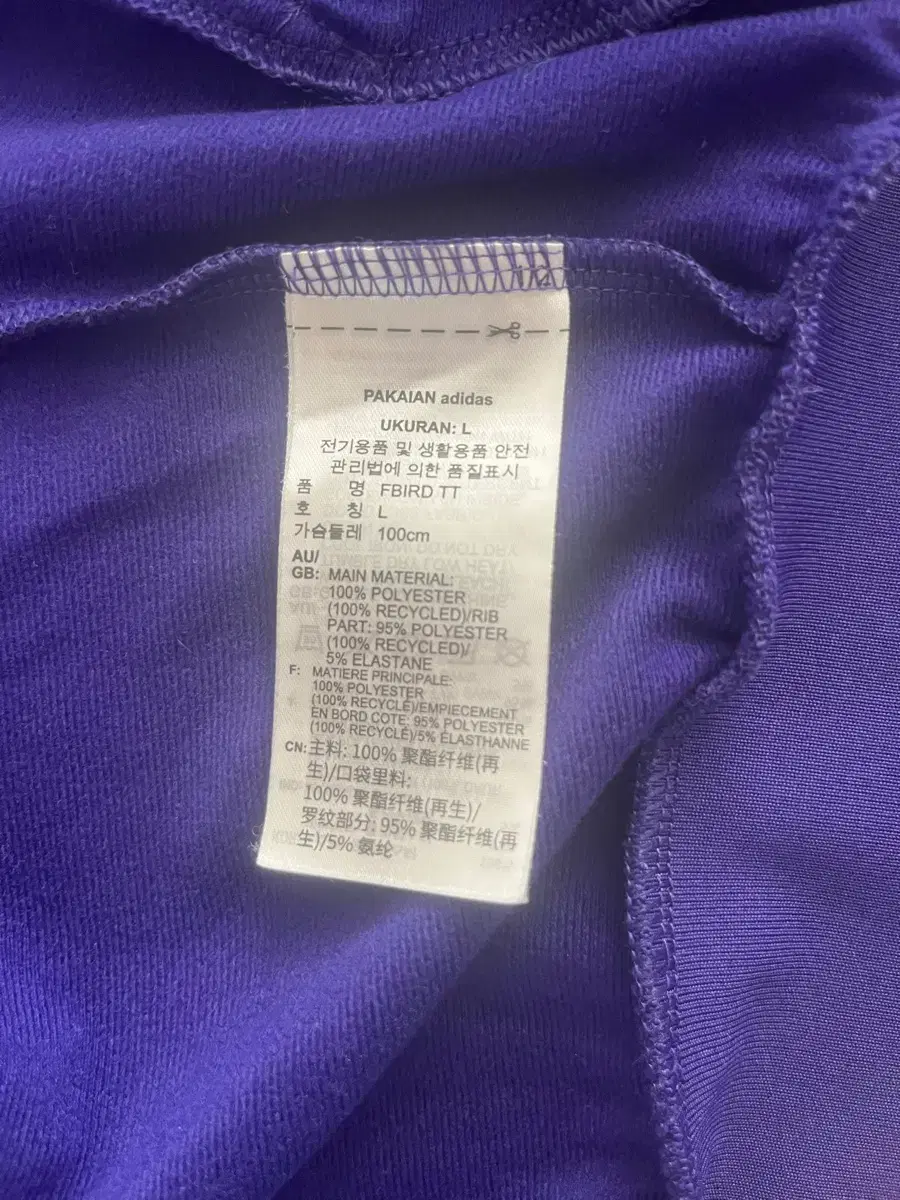 1/2
PAKAIAN adidas
UKURAN: L
전기용품 및 생활용품 안전
관리법에 의한 품질표시
품 명 FBIRD TT
호 칭 L
가슴둘레 100cm
AU/
GB: MAIN MATERIAL:
100% POLYESTER
(100% RECYCLED)/RIB
PART: 95% POLYESTER
(100% RECYCLED)/
5% ELASTANE
F: MATIERE PRINCIPALE:
100% POLYESTER
(100% RECYCLÉ)/EMPIECEMENT
EN BORD COTE: 95% POLYESTER
(100% RECYCLÉ)/5% ÉLASTHANNE
CN: 主料: 100% 聚酯纤维(再
生)/口袋里料:
100% 聚酯纤维(再生)/
罗纹部分: 95% 聚酯纤维(再
生)/5% 氨纶